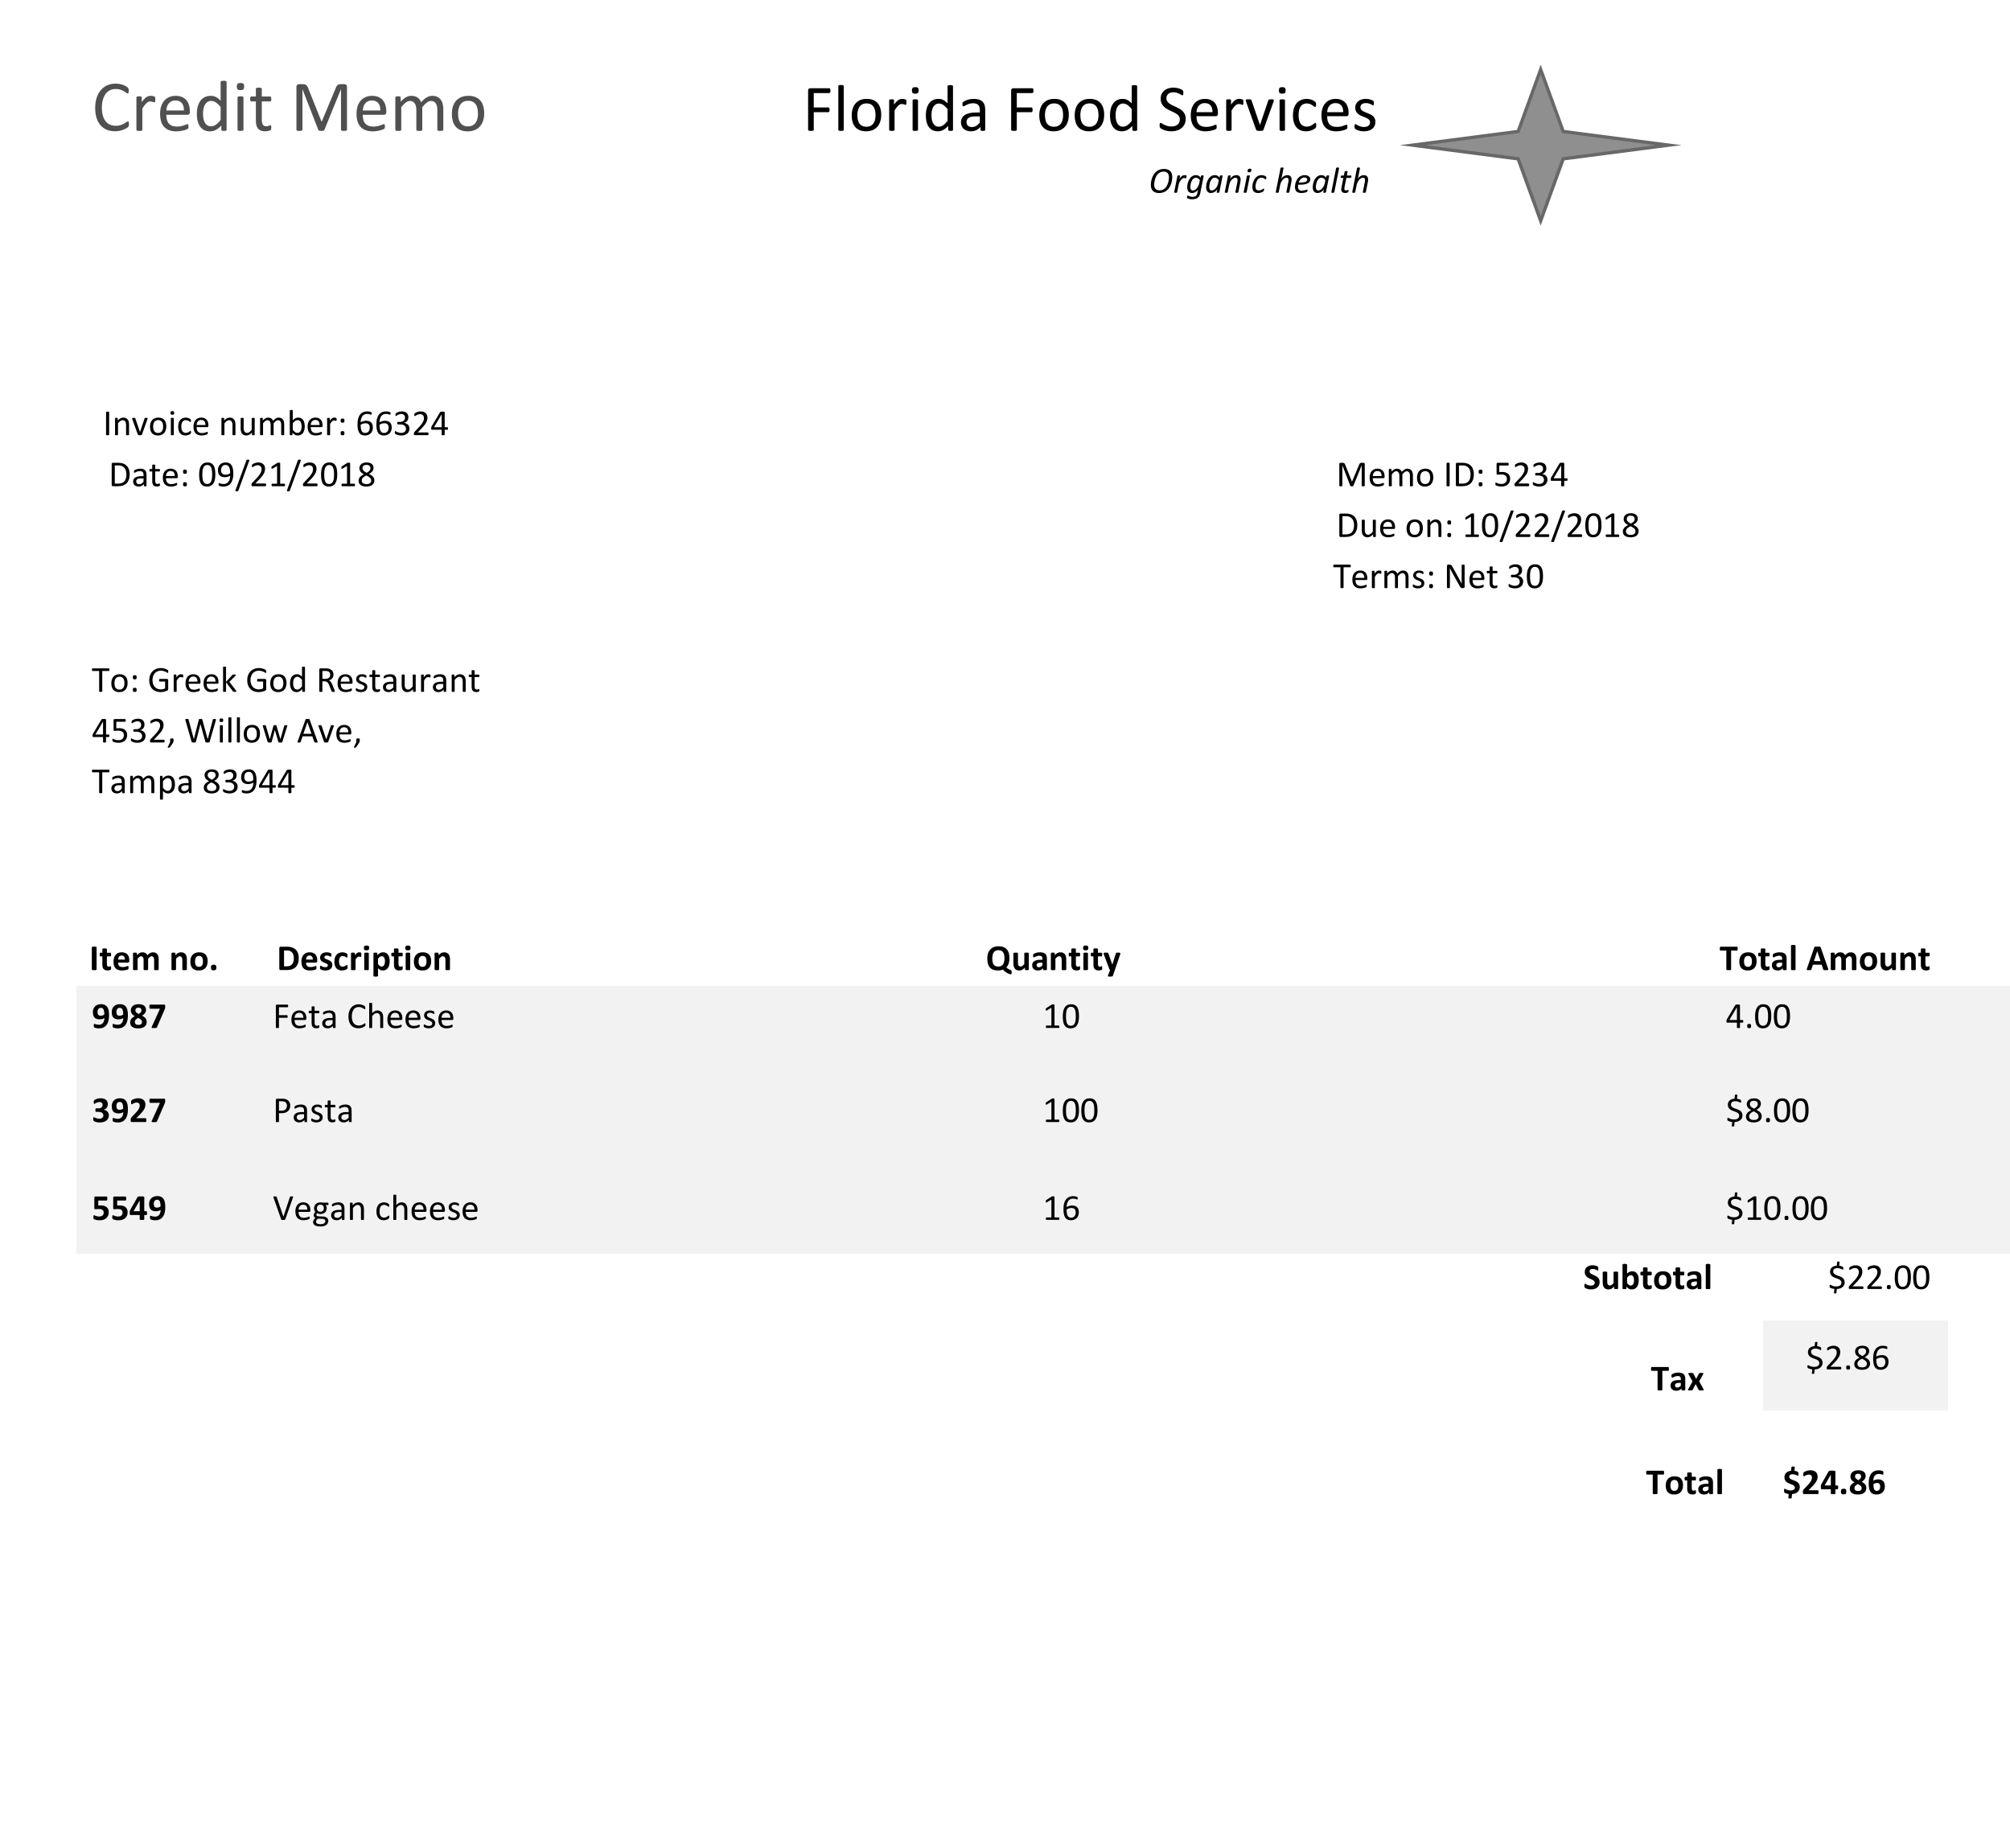 Credit Memo Florida Food Services
Organic health
Invoice number: 66324
Date: 09/21/2018 Memo ID: 5234
Due on: 10/22/2018
Terms: Net 30
To: Greek God Restaurant
4532, Willow Ave,
Tampa 83944
Item no. Description Quantity Total Amount
9987 Feta Cheese 10 4.00
3927 Pasta 100 $8.00
5549 Vegan cheese 16 $10.00
Subtotal $22.00
Tax $2.86
Total $24.86